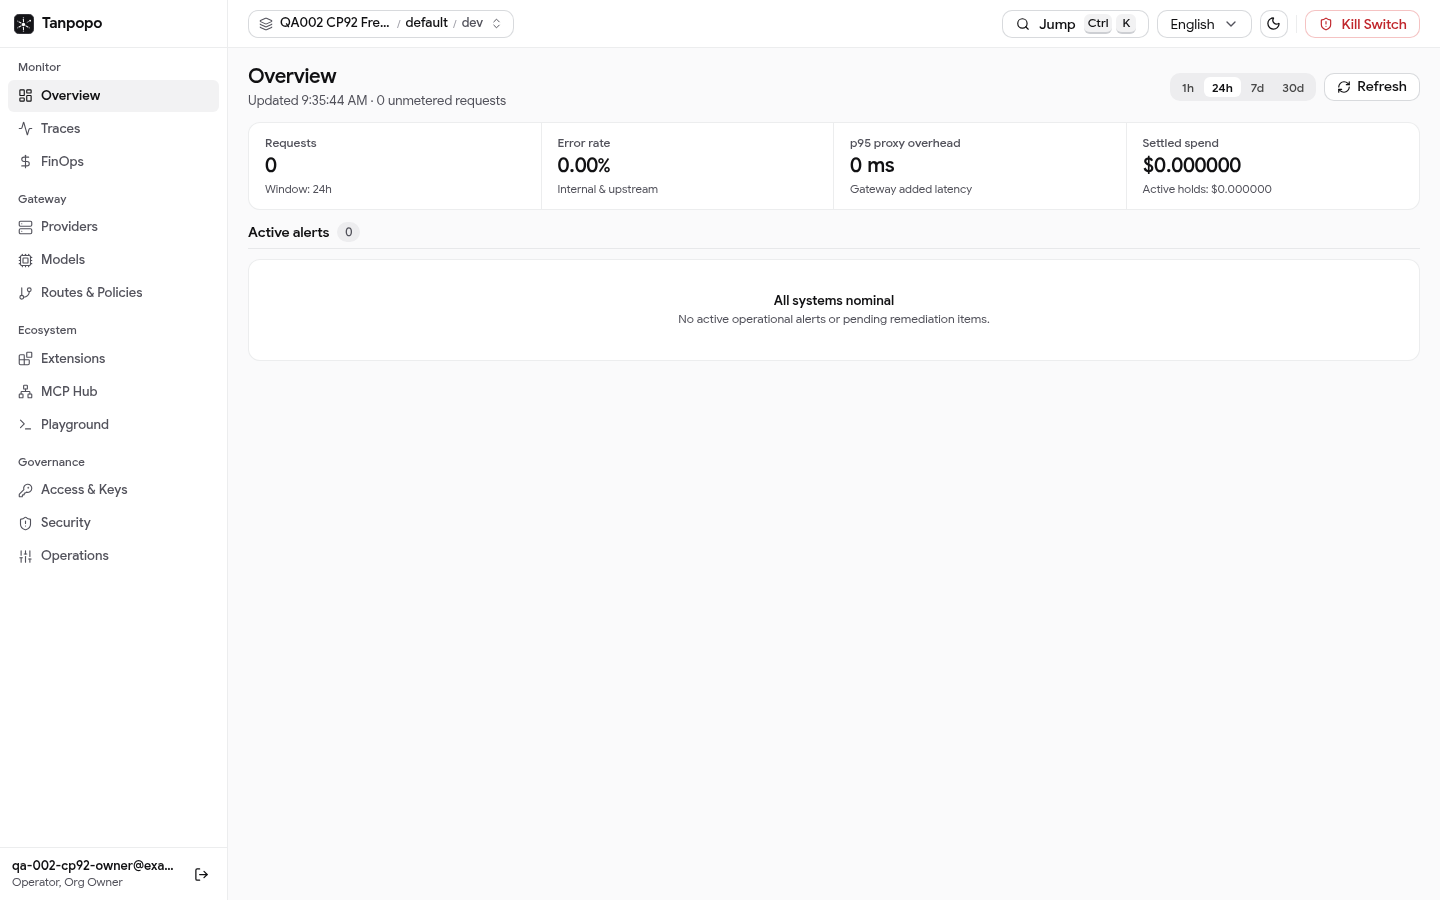 Tanpopo
QA002 CP92 Fre... / default / dev
Jump Ctrl K
English
Kill Switch
Monitor
Overview
Traces
FinOps
Gateway
Providers
Models
Routes & Policies
Ecosystem
Extensions
MCP Hub
Playground
Governance
Access & Keys
Security
Operations
qa-002-cp92-owner@exa...
Operator, Org Owner
Overview
Updated 9:35:44 AM · 0 unmetered requests
1h 24h 7d 30d
Refresh
Requests
0
Window: 24h
Error rate
0.00%
Internal & upstream
p95 proxy overhead
0 ms
Gateway added latency
Settled spend
$0.000000
Active holds: $0.000000
Active alerts 0
All systems nominal
No active operational alerts or pending remediation items.